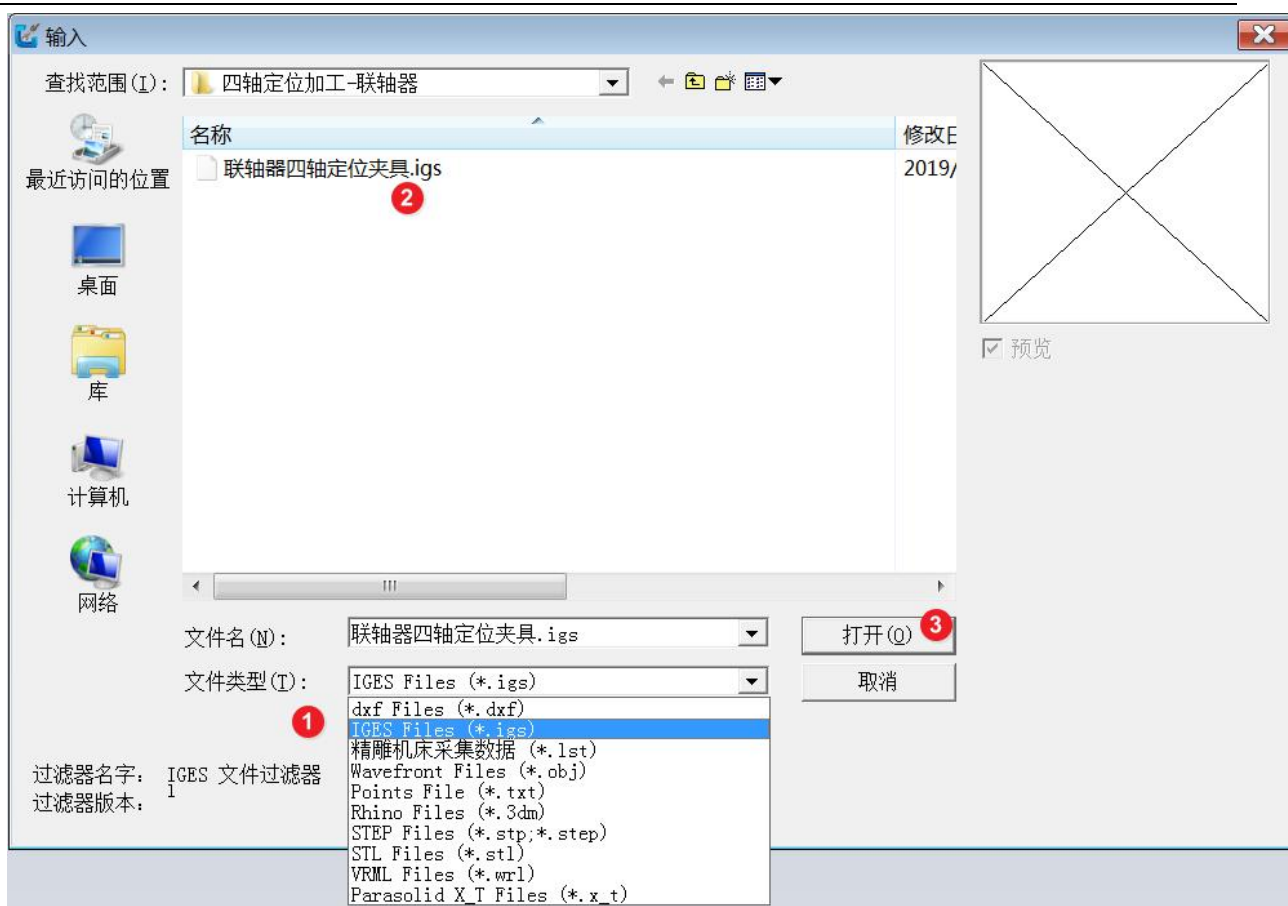 输入
查找范围(I): 四轴定位加工-联轴器
名称 修改日
联轴器四轴定位夹具.igs 2019/
2
最近访问的位置
桌面
库
计算机
网络
预览
文件名(N): 联轴器四轴定位夹具.igs 打开(O) 3
文件类型(T): IGES Files (*.igs) 取消
1
dxf Files (*.dxf)
IGES Files (*.igs)
精雕机床采集数据 (*.lst)
Wavefront Files (*.obj)
Points File (*.txt)
Rhino Files (*.3dm)
STEP Files (*.stp;*.step)
STL Files (*.stl)
VRML Files (*.wrl)
Parasolid X_T Files (*.x_t)
过滤器名字: IGES 文件过滤器
过滤器版本: 1